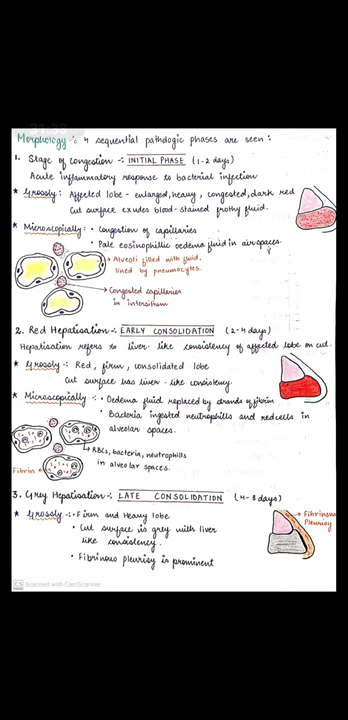 Morphology :- 4 sequential pathologic phases are seen :
1. Stage of Congestion -: INITIAL PHASE (1-2 days)
Acute inflammatory response to bacterial infection
* Grossly : Affected lobe - enlarged, heavy, congested, dark red
Cut surface exudes blood-stained frothy fluid.
* Microscopically : • Congestion of capillaries
• Pale eosinophilic oedema fluid in airspaces.
→ Alveoli filled with fluid, lined by pneumocytes.
→ Congested capillaries in interstitium
2. Red Hepatisation -: EARLY CONSOLIDATION (2-4 days)
Hepatisation refers to liver-like consistency of affected lobe on cut.
* Grossly : Red, firm, consolidated lobe
Cut surface has liver-like consistency.
* Microscopically : • Oedema fluid replaced by strands of fibrin
• Bacteria ingested neutrophils and red cells in
alveolar spaces.
RBCs, bacteria, neutrophills
in alveolar spaces.
Fibrin
3. Grey Hepatisation -: LATE CONSOLIDATION (4-8 days)
* Grossly :- • Firm and Heavy lobe
• Cut surface is grey with liver
like consistency.
• Fibrinous pleurisy is prominent
→ Fibrinous
Pleurisy
CS Scanned with CamScanner